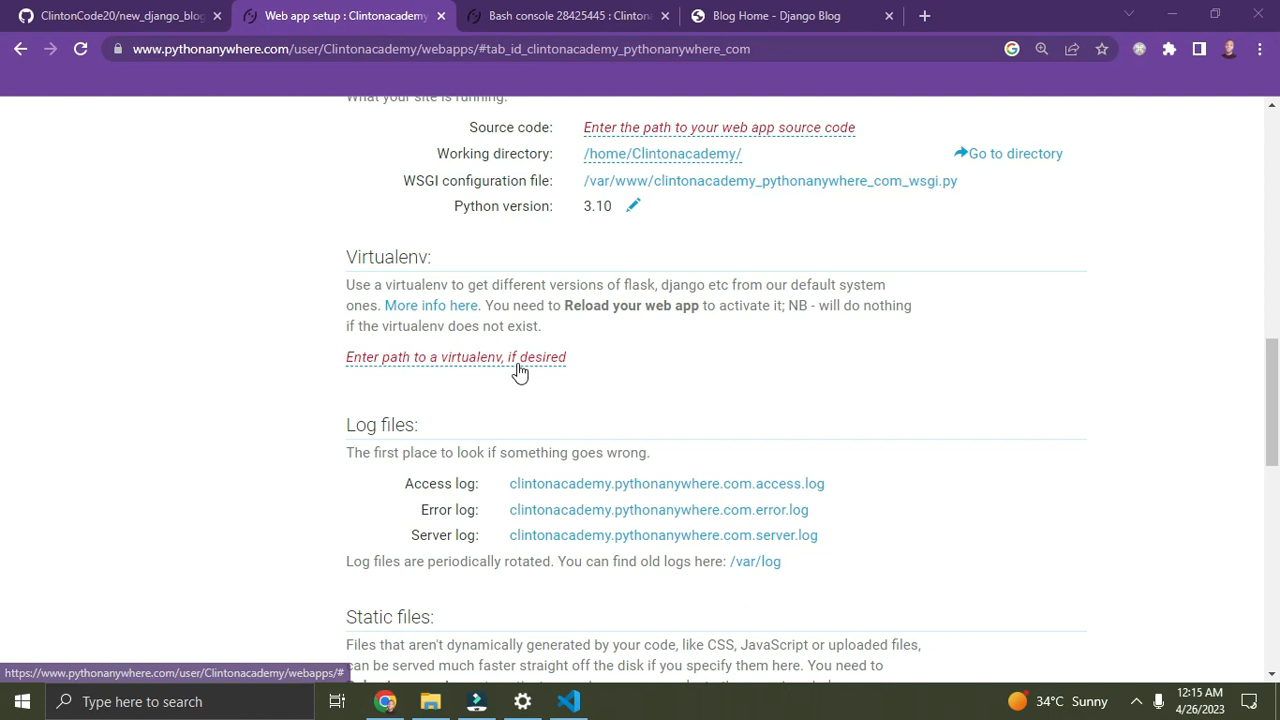 ClintonCode20/new_django_blog
Web app setup : Clintonacademy
Bash console 28425445 : Clinton
Blog Home - Django Blog
www.pythonanywhere.com/user/Clintonacademy/webapps/#tab_id_clintonacademy_pythonanywhere_com
What your site is running.
Source code: Enter the path to your web app source code
Working directory: /home/Clintonacademy/ Go to directory
WSGI configuration file: /var/www/clintonacademy_pythonanywhere_com_wsgi.py
Python version: 3.10
Virtualenv:
Use a virtualenv to get different versions of flask, django etc from our default system
ones. More info here. You need to Reload your web app to activate it; NB - will do nothing
if the virtualenv does not exist.
Enter path to a virtualenv, if desired
Log files:
The first place to look if something goes wrong.
Access log: clintonacademy.pythonanywhere.com.access.log
Error log: clintonacademy.pythonanywhere.com.error.log
Server log: clintonacademy.pythonanywhere.com.server.log
Log files are periodically rotated. You can find old logs here: /var/log
Static files:
Files that aren't dynamically generated by your code, like CSS, JavaScript or uploaded files,
can be served much faster straight off the disk if you specify them here. You need to
https://www.pythonanywhere.com/user/Clintonacademy/webapps/#
Type here to search
34°C Sunny
12:15 AM
4/26/2023